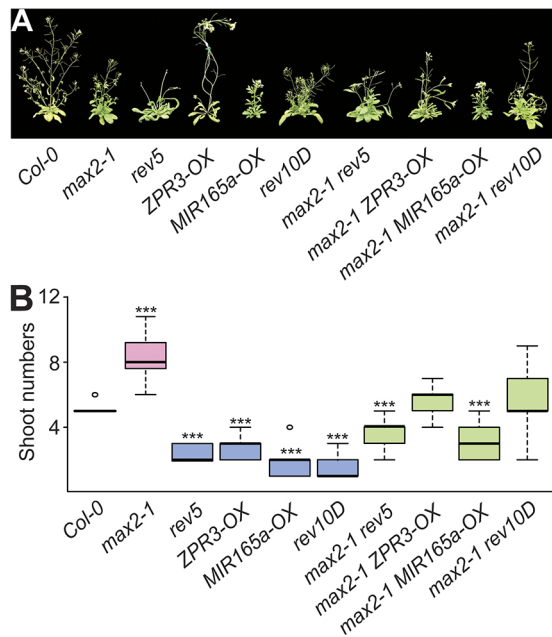 A
Col-0
max2-1
rev5
ZPR3-OX
MIR165a-OX
rev10D
max2-1 rev5
max2-1 ZPR3-OX
max2-1 MIR165a-OX
max2-1 rev10D
B
Shoot numbers
12
8
4
***
***
***
***
***
***
***
Col-0
max2-1
rev5
ZPR3-OX
MIR165a-OX
rev10D
max2-1 rev5
max2-1 ZPR3-OX
max2-1 MIR165a-OX
max2-1 rev10D